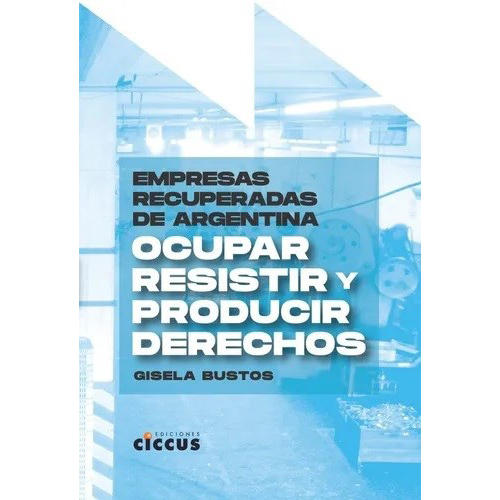 EMPRESAS
RECUPERADAS
DE ARGENTINA
OCUPAR
RESISTIR Y
PRODUCIR
DERECHOS
GISELA BUSTOS
EDICIONES
CICCUS